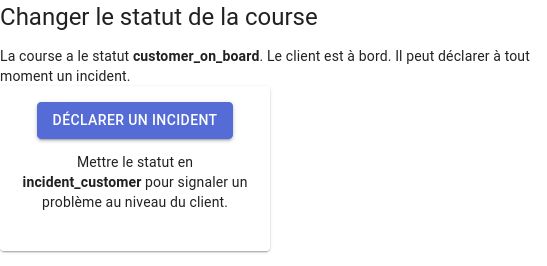 Changer le statut de la course
La course a le statut customer_on_board. Le client est à bord. Il peut déclarer à tout
moment un incident.
DÉCLARER UN INCIDENT
Mettre le statut en
incident_customer pour signaler un
problème au niveau du client.